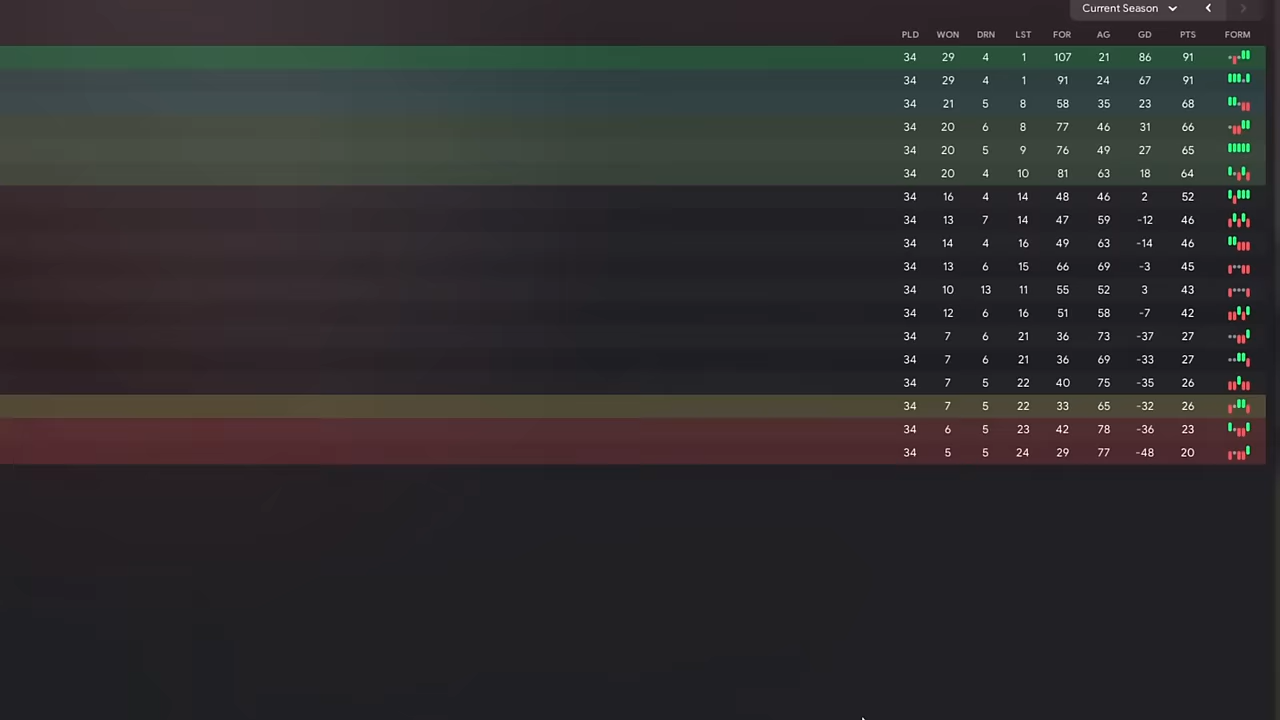 Current Season
PLD WON DRN LST FOR AG GD PTS FORM
34 29 4 1 107 21 86 91
34 29 4 1 91 24 67 91
34 21 5 8 58 35 23 68
34 20 6 8 77 46 31 66
34 20 5 9 76 49 27 65
34 20 4 10 81 63 18 64
34 16 4 14 48 46 2 52
34 13 7 14 47 59 -12 46
34 14 4 16 49 63 -14 46
34 13 6 15 66 69 -3 45
34 10 13 11 55 52 3 43
34 12 6 16 51 58 -7 42
34 7 6 21 36 73 -37 27
34 7 6 21 36 69 -33 27
34 7 5 22 40 75 -35 26
34 7 5 22 33 65 -32 26
34 6 5 23 42 78 -36 23
34 5 5 24 29 77 -48 20